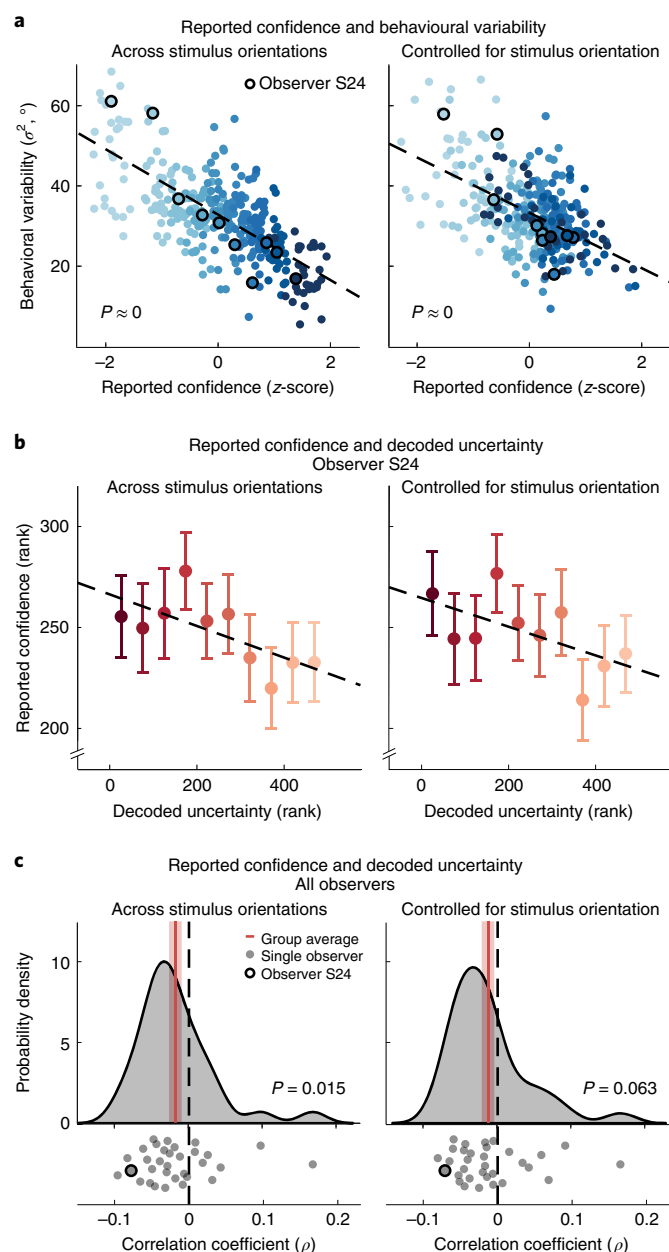 a
Reported confidence and behavioural variability
Across stimulus orientations
Controlled for stimulus orientation
Observer S24
Behavioral variability (σ², °)
60
40
20
P ≈ 0
P ≈ 0
−2
0
2
−2
0
2
Reported confidence (z-score)
Reported confidence (z-score)
b
Reported confidence and decoded uncertainty
Observer S24
Across stimulus orientations
Controlled for stimulus orientation
Reported confidence (rank)
300
250
200
0
200
400
0
200
400
Decoded uncertainty (rank)
Decoded uncertainty (rank)
c
Reported confidence and decoded uncertainty
All observers
Across stimulus orientations
Controlled for stimulus orientation
Group average
Single observer
Observer S24
Probability density
10
5
0
P = 0.015
P = 0.063
−0.1
0
0.1
0.2
−0.1
0
0.1
0.2
Correlation coefficient (ρ)
Correlation coefficient (ρ)